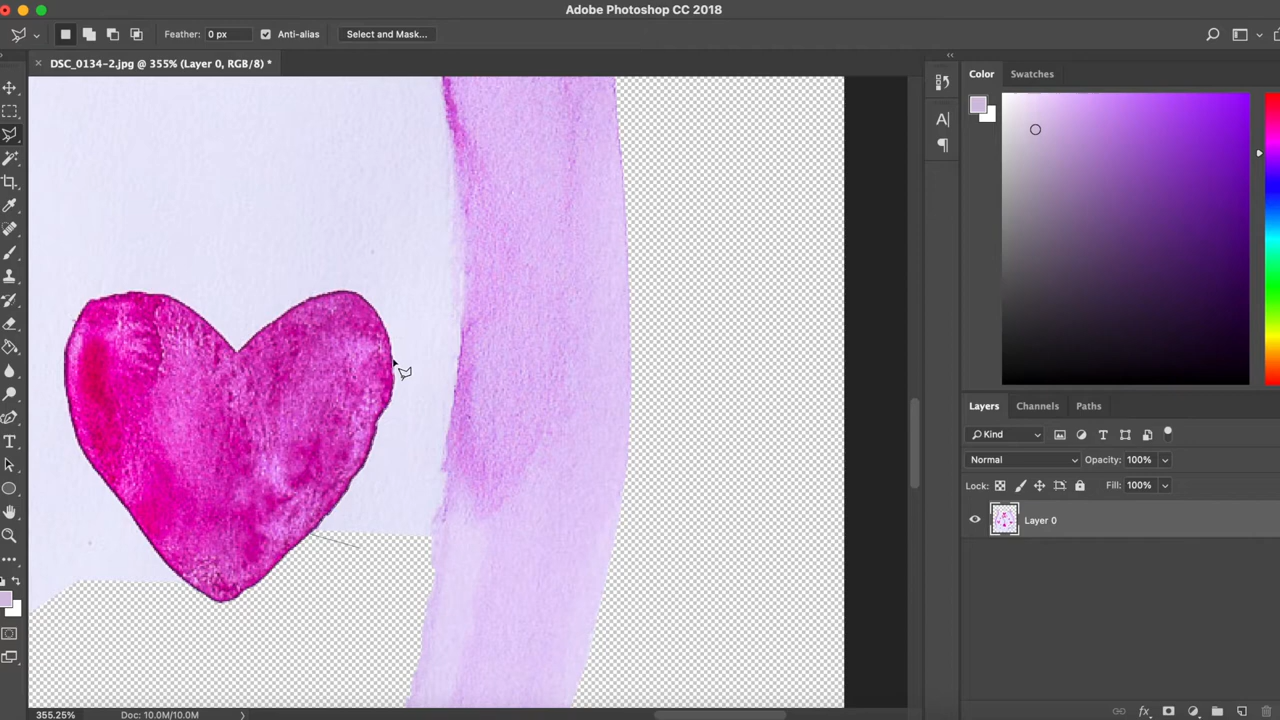 Adobe Photoshop CC 2018
Feather: 0 px Anti-alias Select and Mask...
× DSC_0134-2.jpg @ 355% (Layer 0, RGB/8) *
Color Swatches
Layers Channels Paths
Kind
Normal Opacity: 100%
Lock: Fill: 100%
Layer 0
355.25% Doc: 10.0M/10.0M